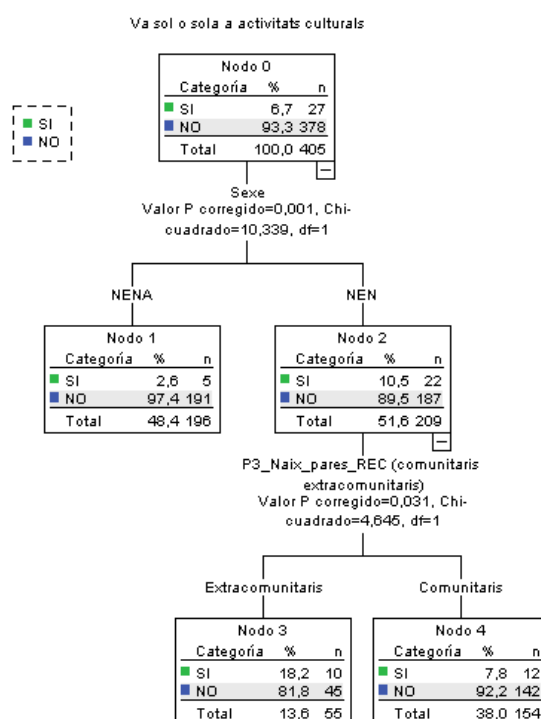 Va sol o sola a activitats culturals
Nodo 0
Categoría % n
SI 6,7 27
NO 93,3 378
Total 100,0 405
SI
NO
Sexe
Valor P corregido=0,001, Chi-
cuadrado=10,339, df=1
NENA
NEN
Nodo 1
Categoría % n
SI 2,6 5
NO 97,4 191
Total 48,4 196
Nodo 2
Categoría % n
SI 10,5 22
NO 89,5 187
Total 51,6 209
P3_Naix_pares_REC (comunitaris
extracomunitaris)
Valor P corregido=0,031, Chi-
cuadrado=4,645, df=1
Extracomunitaris
Comunitaris
Nodo 3
Categoría % n
SI 18,2 10
NO 81,8 45
Total 13,6 55
Nodo 4
Categoría % n
SI 7,8 12
NO 92,2 142
Total 38,0 154